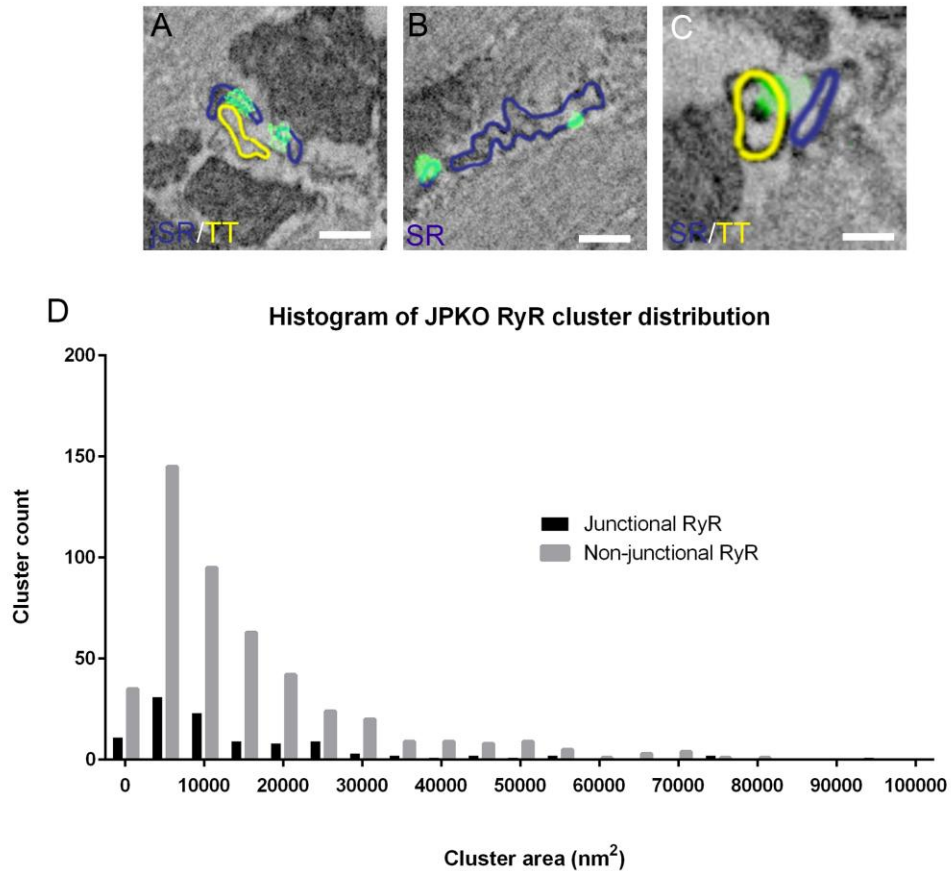 A
B
C
jSR/TT
SR
SR/TT
D
Histogram of JPKO RyR cluster distribution
200
150
100
50
0
Cluster count
Junctional RyR
Non-junctional RyR
0 10000 20000 30000 40000 50000 60000 70000 80000 90000 100000
Cluster area (nm²)